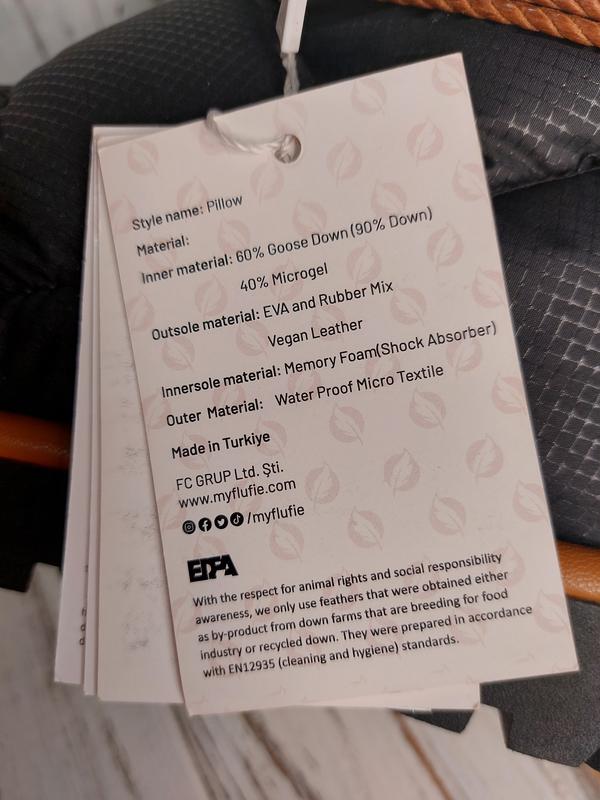 Style name: Pillow
Material:
Inner material: 60% Goose Down (90% Down)
40% Microgel
Outsole material: EVA and Rubber Mix
Vegan Leather
Innersole material: Memory Foam(Shock Absorber)
Outer Material: Water Proof Micro Textile
Made in Turkiye
FC GRUP Ltd. Şti.
www.myflufie.com
/myflufie
With the respect for animal rights and social responsibility
awareness, we only use feathers that were obtained either
as by-product from down farms that are breeding for food
industry or recycled down. They were prepared in accordance
with EN12935 (cleaning and hygiene) standards.